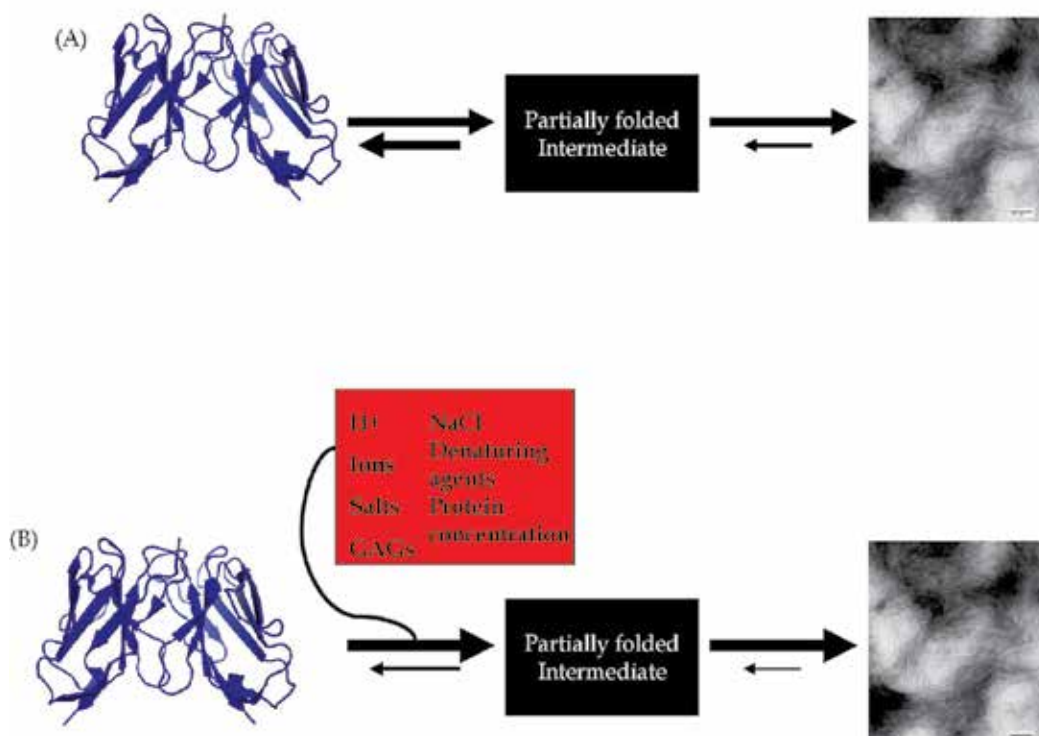 (A)
Partially folded
Intermediate
NaCl
Ions
Denaturing
agents
Salts
Protein
concentration
GAGs
(B)
Partially folded
Intermediate